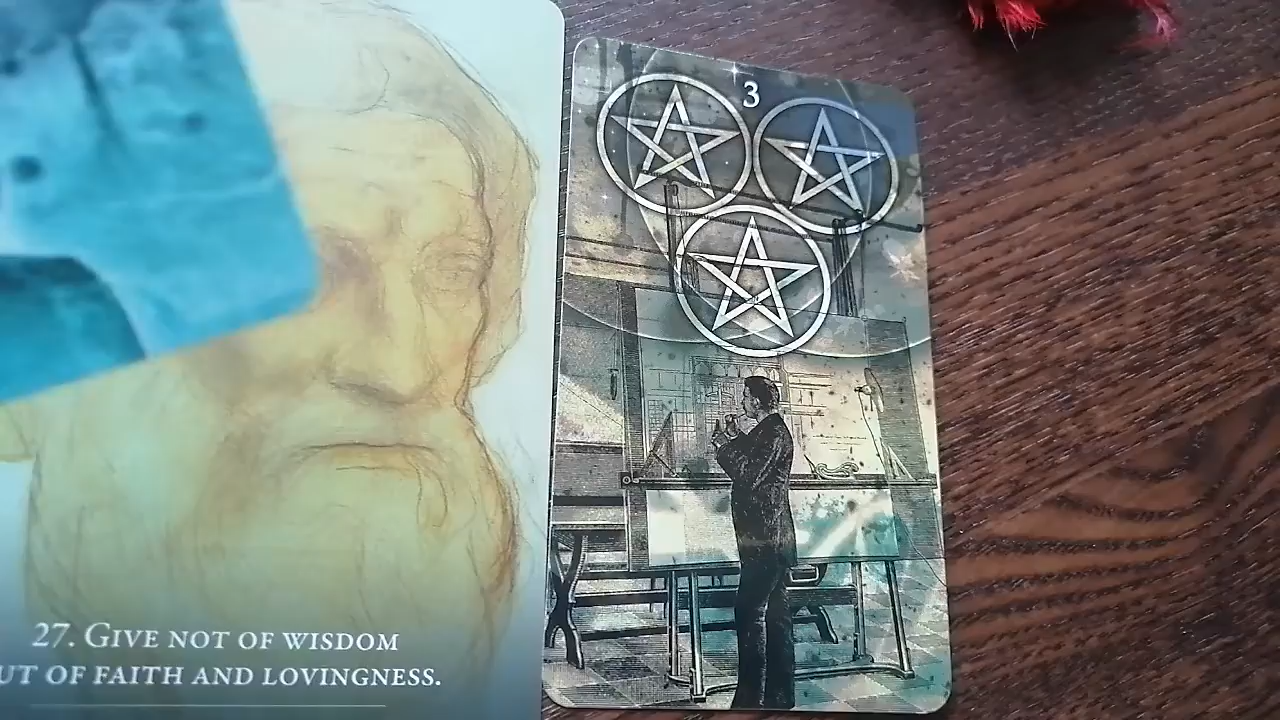 3
27. GIVE NOT OF WISDOM
UT OF FAITH AND LOVINGNESS.